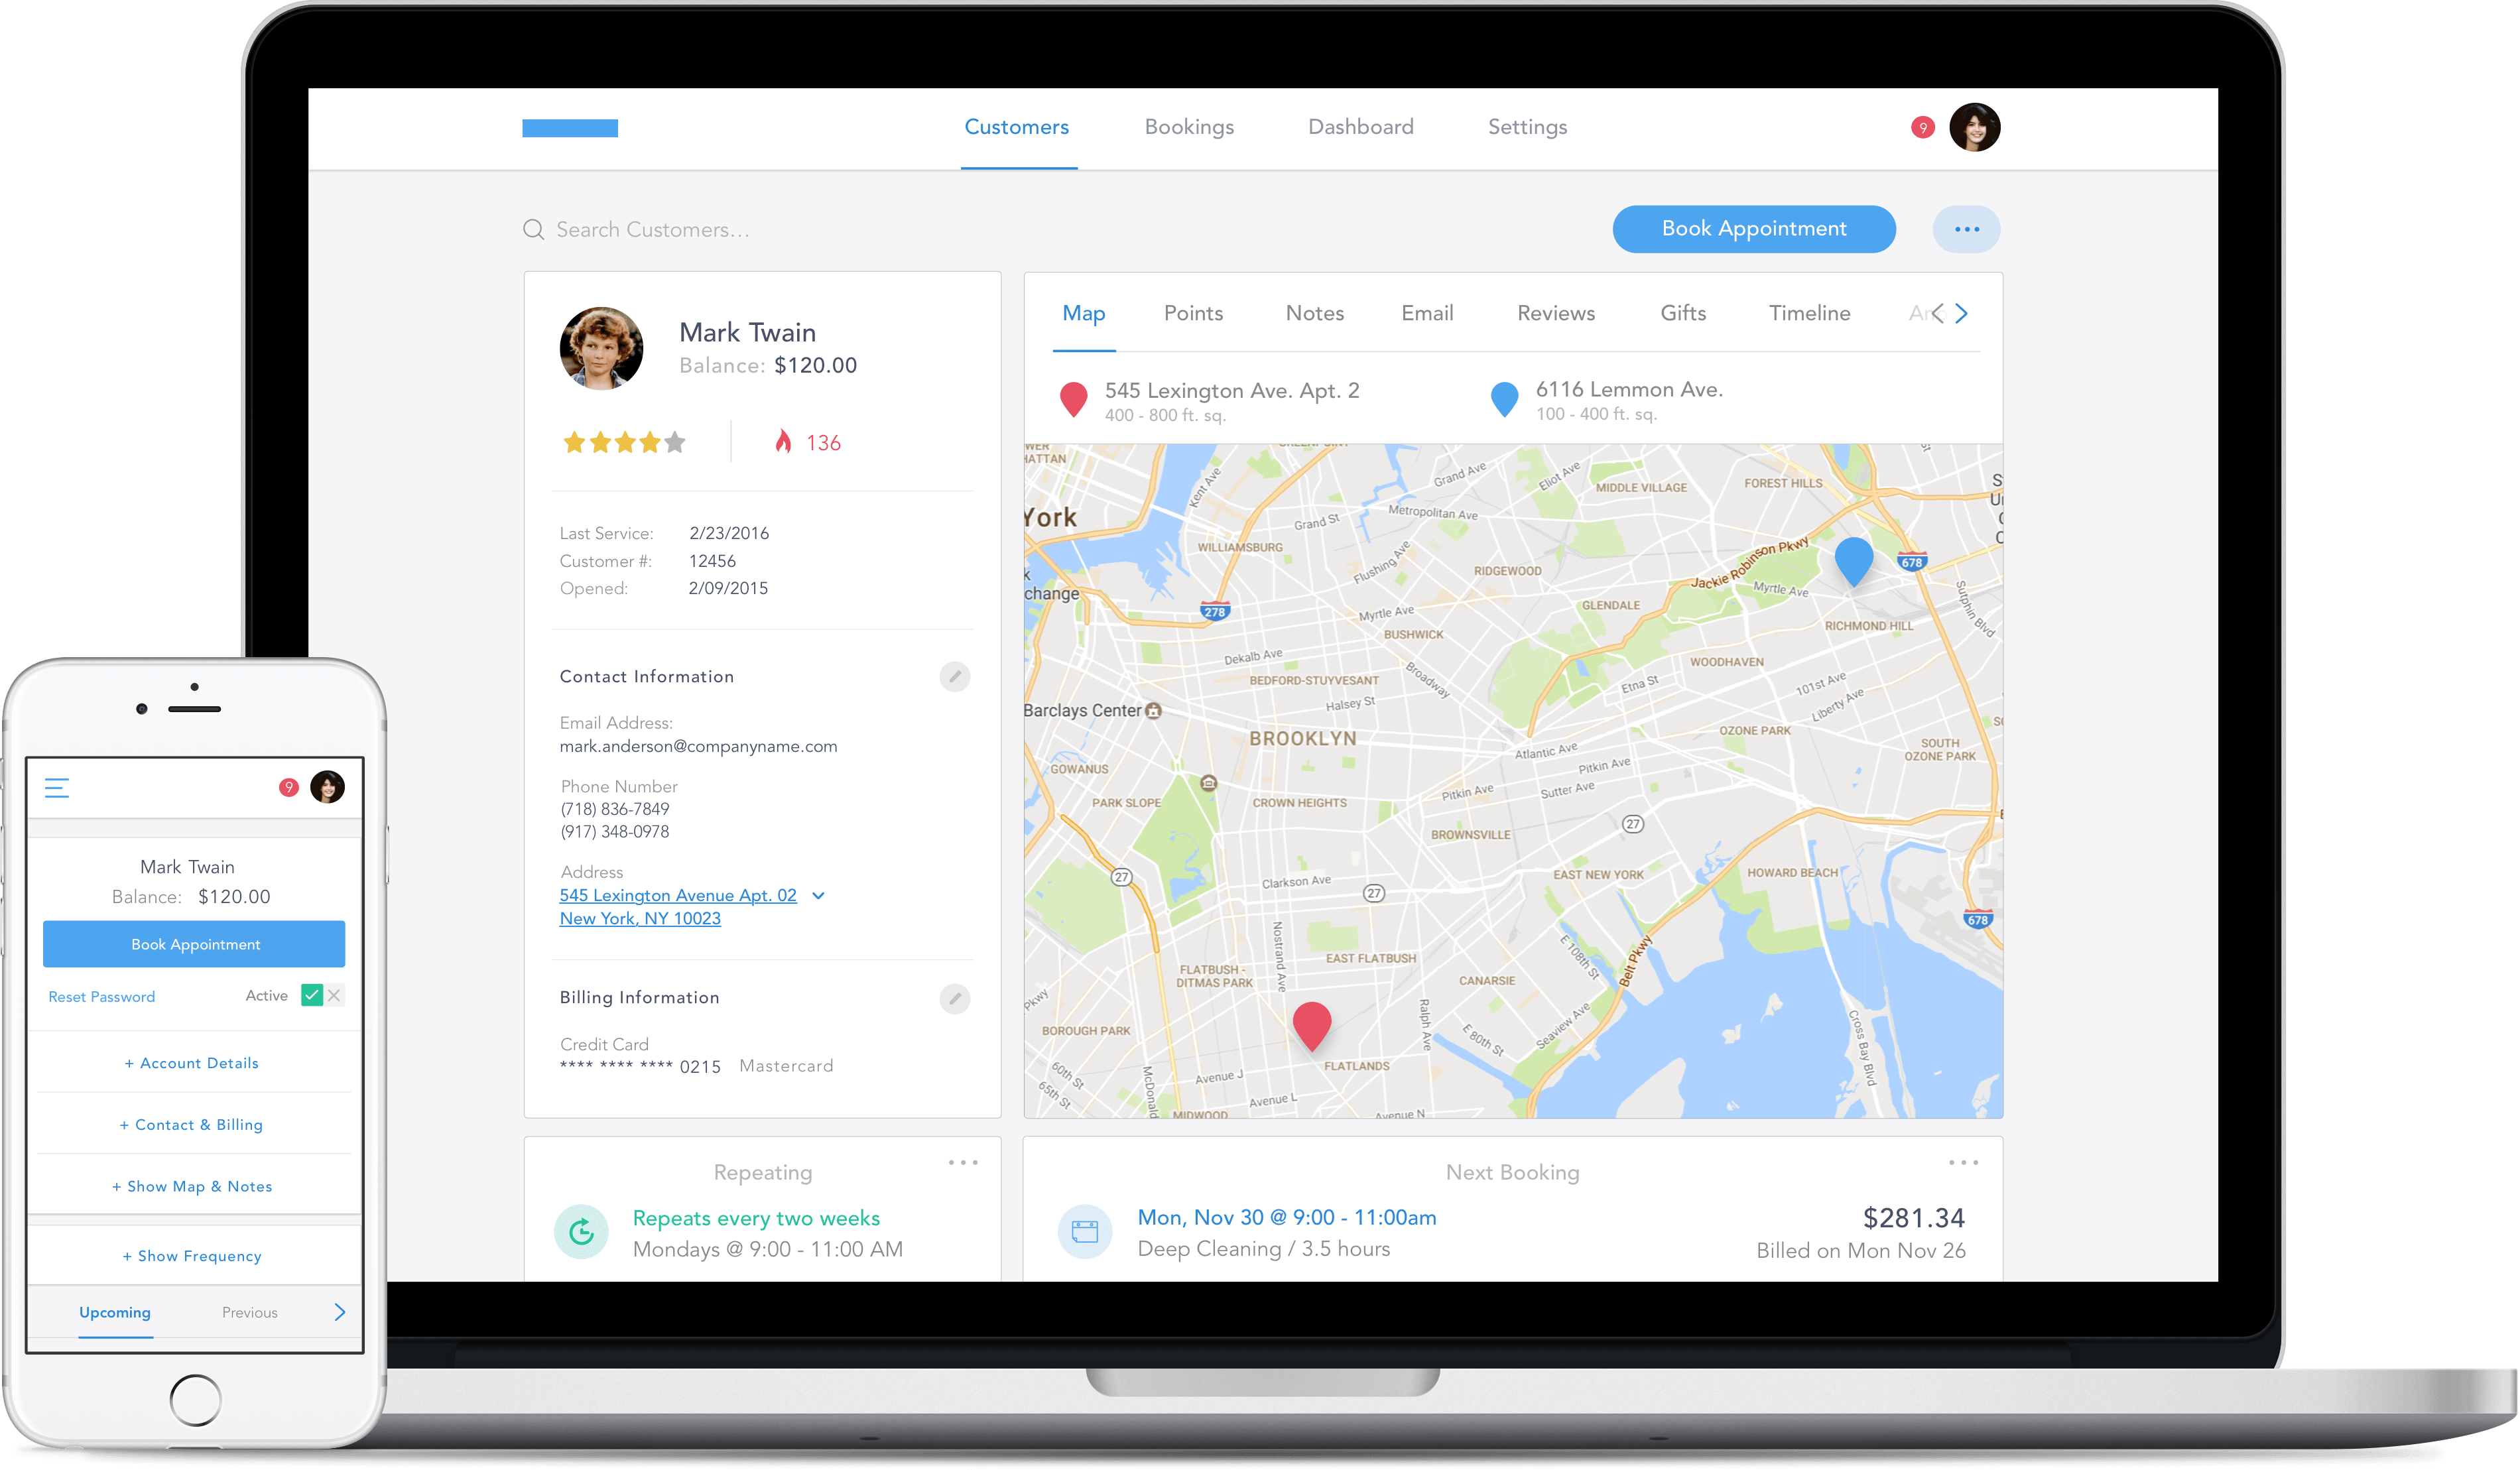 Customers Bookings Dashboard Settings 9
Search Customers... Book Appointment
Mark Twain
Balance: $120.00
136
Last Service: 2/23/2016
Customer #: 12456
Opened: 2/09/2015
Contact Information
Email Address:
mark.anderson@companyname.com
Phone Number
(718) 836-7849
(917) 348-0978
Address
545 Lexington Avenue Apt. 02
New York, NY 10023
Billing Information
Credit Card
**** **** **** 0215 Mastercard
Map Points Notes Email Reviews Gifts Timeline
545 Lexington Ave. Apt. 2
400 - 800 ft. sq.
6116 Lemmon Ave.
100 - 400 ft. sq.
Kent Ave
Grand Ave
Eliot Ave
MIDDLE VILLAGE
FOREST HILLS
York
Grand St
Metropolitan Ave
WILLIAMSBURG
Flushing Ave
RIDGEWOOD
Jackie Robinson Pkwy
678
Myrtle Ave
Sutphin Blvd
278
Myrtle Ave
GLENDALE
BUSHWICK
RICHMOND HILL
Dekalb Ave
Broadway
WOODHAVEN
BEDFORD-STUYVESANT
Etna St
101st Ave
Liberty Ave
Halsey St
Barclays Center
BROOKLYN
Atlantic Ave
OZONE PARK
SOUTH
OZONE PARK
GOWANUS
Pitkin Ave
PARK SLOPE
CROWN HEIGHTS
Pitkin Ave
Sutter Ave
BROWNSVILLE
27
27
Clarkson Ave
27
EAST NEW YORK
HOWARD BEACH
678
Nostrand Ave
E 108th St
Belt Pkwy
EAST FLATBUSH
FLATBUSH -
DITMAS PARK
CANARSIE
Pkwy
BOROUGH PARK
Ralph Ave
E 80th St
Seaview Ave
Cross Bay Blvd
60th St
65th St
McDonald
Avenue J
FLATLANDS
Avenue L
MIDWOOD
Avenue N
Repeating
Repeats every two weeks
Mondays @ 9:00 - 11:00 AM
Next Booking
Mon, Nov 30 @ 9:00 - 11:00am
Deep Cleaning / 3.5 hours
$281.34
Billed on Mon Nov 26
9
Mark Twain
Balance: $120.00
Book Appointment
Reset Password Active
+ Account Details
+ Contact & Billing
+ Show Map & Notes
+ Show Frequency
Upcoming Previous